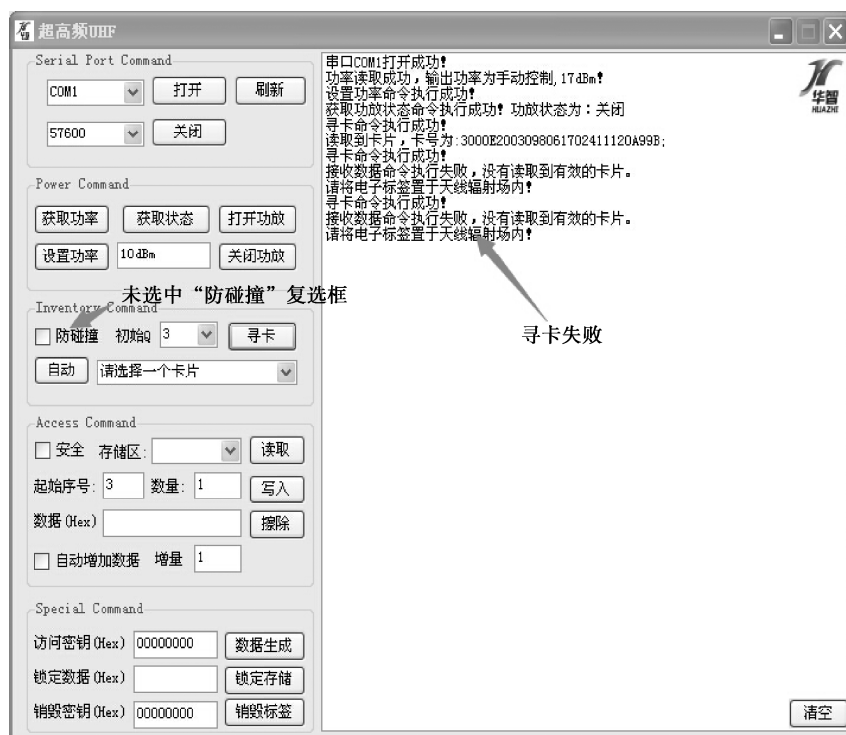 超高频UHF
Serial Port Command
COM1 打开 刷新
57600 关闭
Power Command
获取功率 获取状态 打开功放
设置功率 10dBm 关闭功放
未选中“防碰撞”复选框
Inventory Command
防碰撞 初始Q 3 寻卡
自动 请选择一个卡片
Access Command
安全 存储区: 读取
起始序号: 3 数量: 1 写入
数据(Hex) 擦除
自动增加数据 增量 1
Special Command
访问密钥(Hex) 00000000 数据生成
锁定数据(Hex) 锁定存储
销毁密钥(Hex) 00000000 销毁标签
串口COM1打开成功!
功率读取成功，输出功率为手动控制,17dBm!
设置功率命令执行成功!
获取功放状态命令执行成功! 功放状态为：关闭
寻卡命令执行成功!
读取到卡片，卡号为:3000E2003098061702411120A99B;
寻卡命令执行成功!
接收数据命令执行失败，没有读取到有效的卡片。
请将电子标签置于天线辐射场内!
寻卡命令执行成功!
接收数据命令执行失败，没有读取到有效的卡片。
请将电子标签置于天线辐射场内!
寻卡失败
华智
HUAZHI
清空